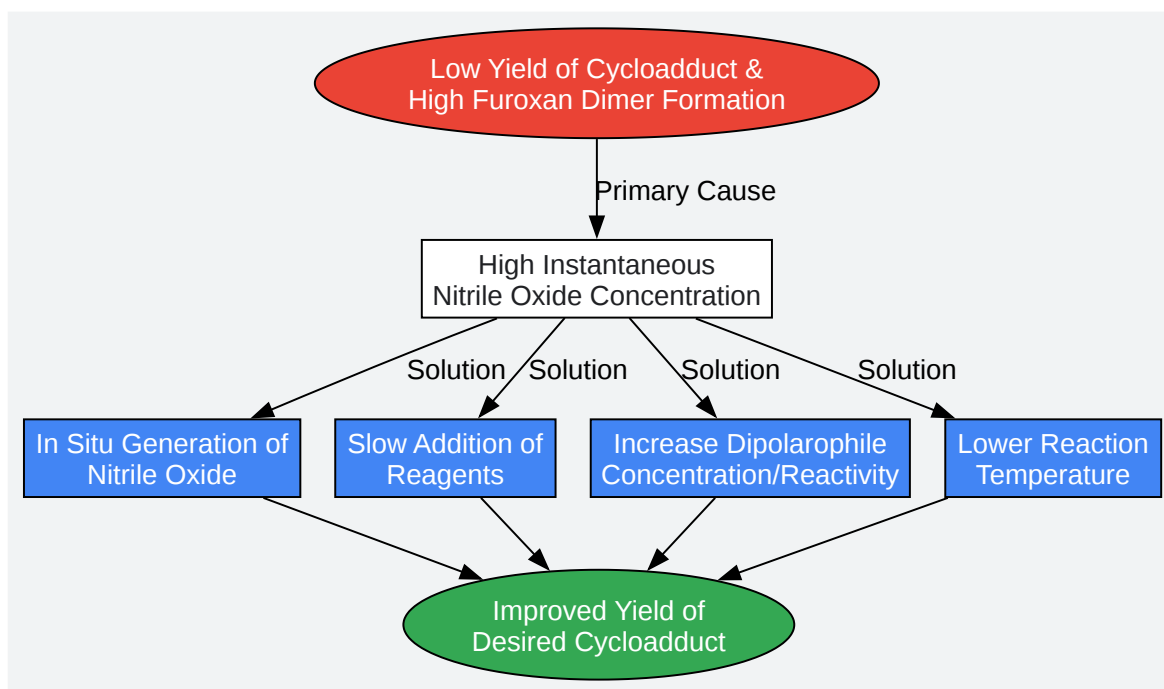 Low Yield of Cycloadduct &
High Furoxan Dimer Formation
Primary Cause
High Instantaneous
Nitrile Oxide Concentration
Solution
Solution
Solution
Solution
In Situ Generation of
Nitrile Oxide
Slow Addition of
Reagents
Increase Dipolarophile
Concentration/Reactivity
Lower Reaction
Temperature
Improved Yield of
Desired Cycloadduct